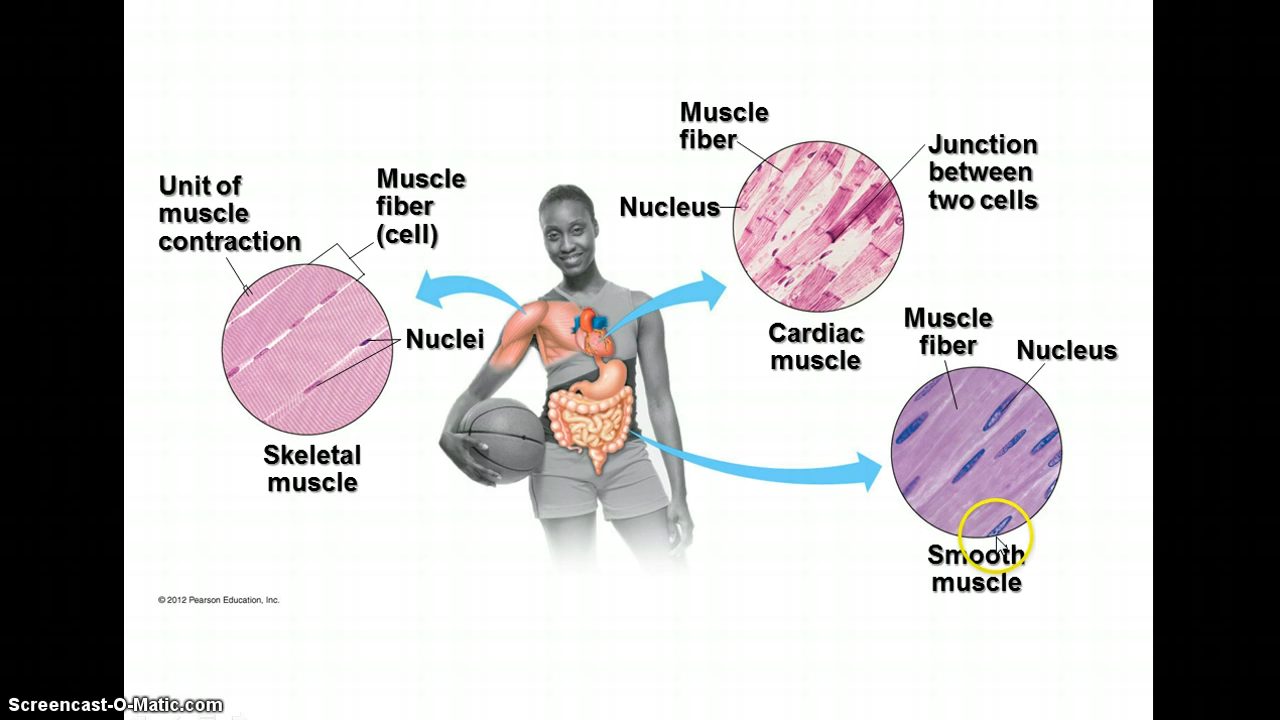 Unit of
muscle
contraction
Muscle
fiber
(cell)
Nuclei
Skeletal
muscle
Muscle
fiber
Nucleus
Junction
between
two cells
Cardiac
muscle
Muscle
fiber
Nucleus
Smooth
muscle
© 2012 Pearson Education, Inc.
Screencast-O-Matic.com